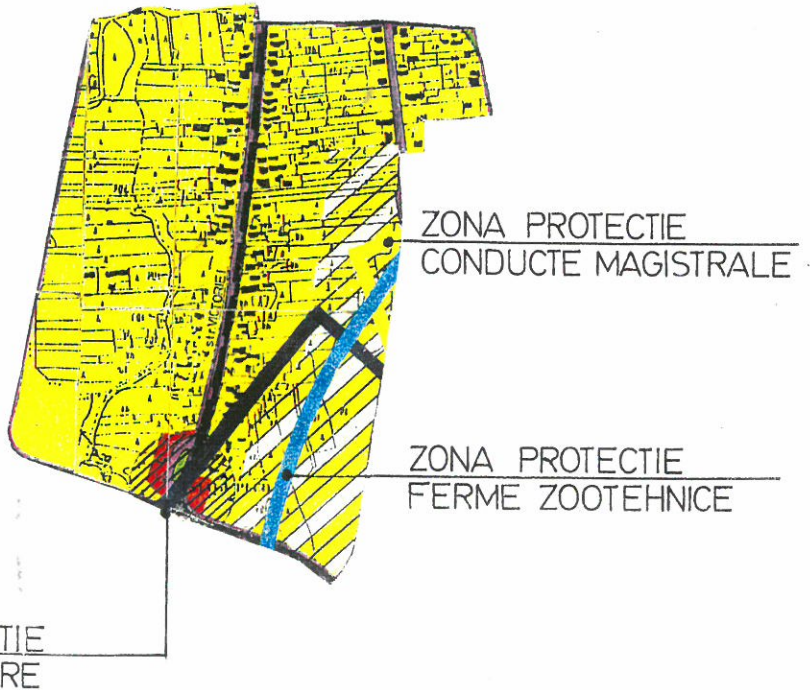 ZONA PROTECTIE
CONDUCTE MAGISTRALE
ZONA PROTECTIE
FERME ZOOTEHNICE
TIE
RE